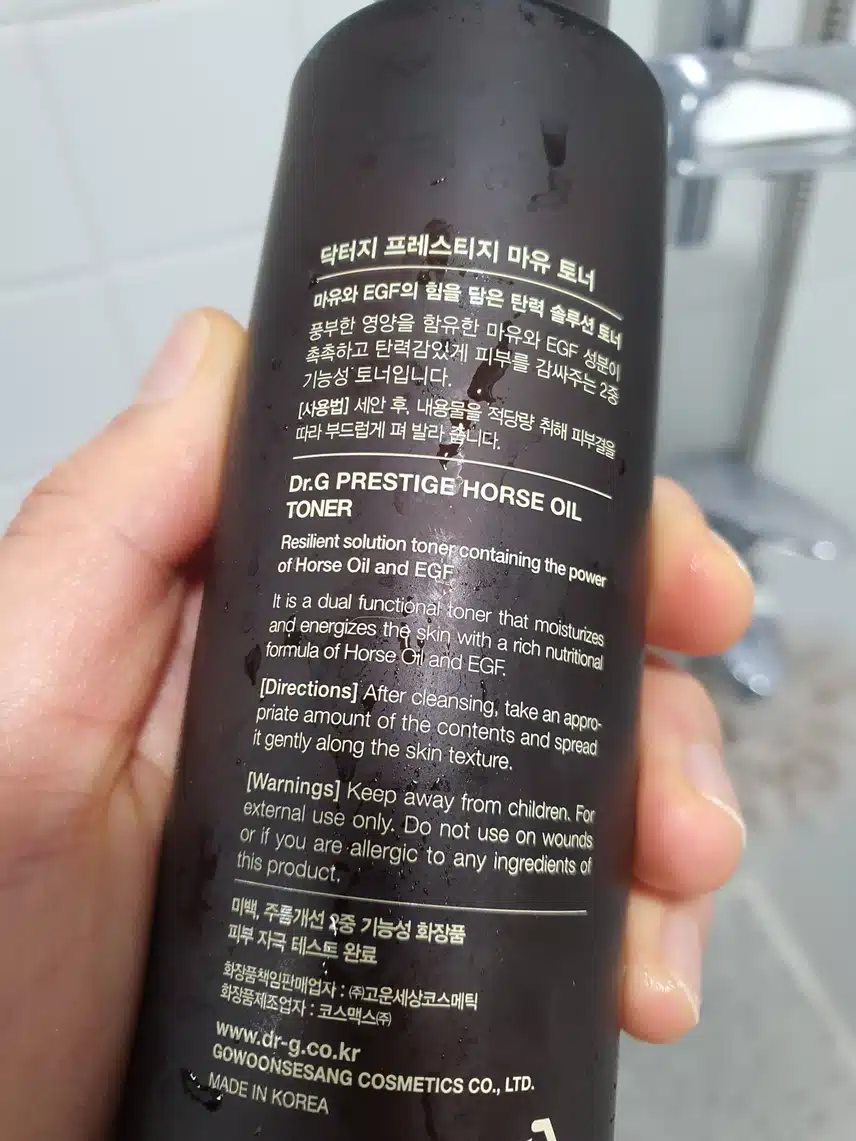 닥터지 프레스티지 마유 토너
마유와 EGF의 힘을 담은 탄력 솔루션 토너
풍부한 영양을 함유한 마유와 EGF 성분이
촉촉하고 탄력감있게 피부를 감싸주는 2중
기능성 토너입니다.
[사용법] 세안 후, 내용물을 적당량 취해 피부결을
따라 부드럽게 펴 발라 줍니다.
Dr.G PRESTIGE HORSE OIL
TONER
Resilient solution toner containing the power
of Horse Oil and EGF
It is a dual functional toner that moisturizes
and energizes the skin with a rich nutritional
formula of Horse Oil and EGF.
[Directions] After cleansing, take an appro-
priate amount of the contents and spread
it gently along the skin texture.
[Warnings] Keep away from children. For
external use only. Do not use on wounds
or if you are allergic to any ingredients of
this product.
미백, 주름개선 2중 기능성 화장품
피부 자극 테스트 완료
화장품책임판매업자 : ㈜고운세상코스메틱
화장품제조업자 : 코스맥스㈜
www.dr-g.co.kr
GOWOONSESANG COSMETICS CO., LTD.
MADE IN KOREA